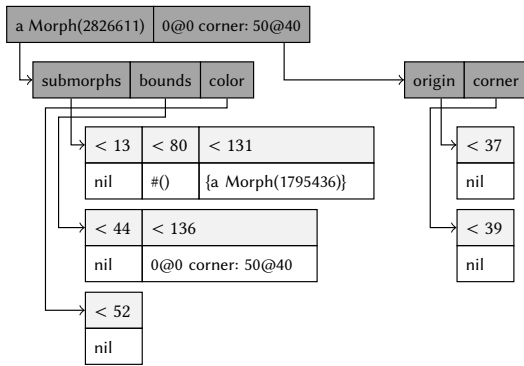 a Morph(2826611) 0@0 corner: 50@40
submorphs bounds color origin corner
< 13 < 80 < 131 < 37
nil #() {a Morph(1795436)} nil
< 44 < 136 < 39
nil 0@0 corner: 50@40 nil
< 52
nil